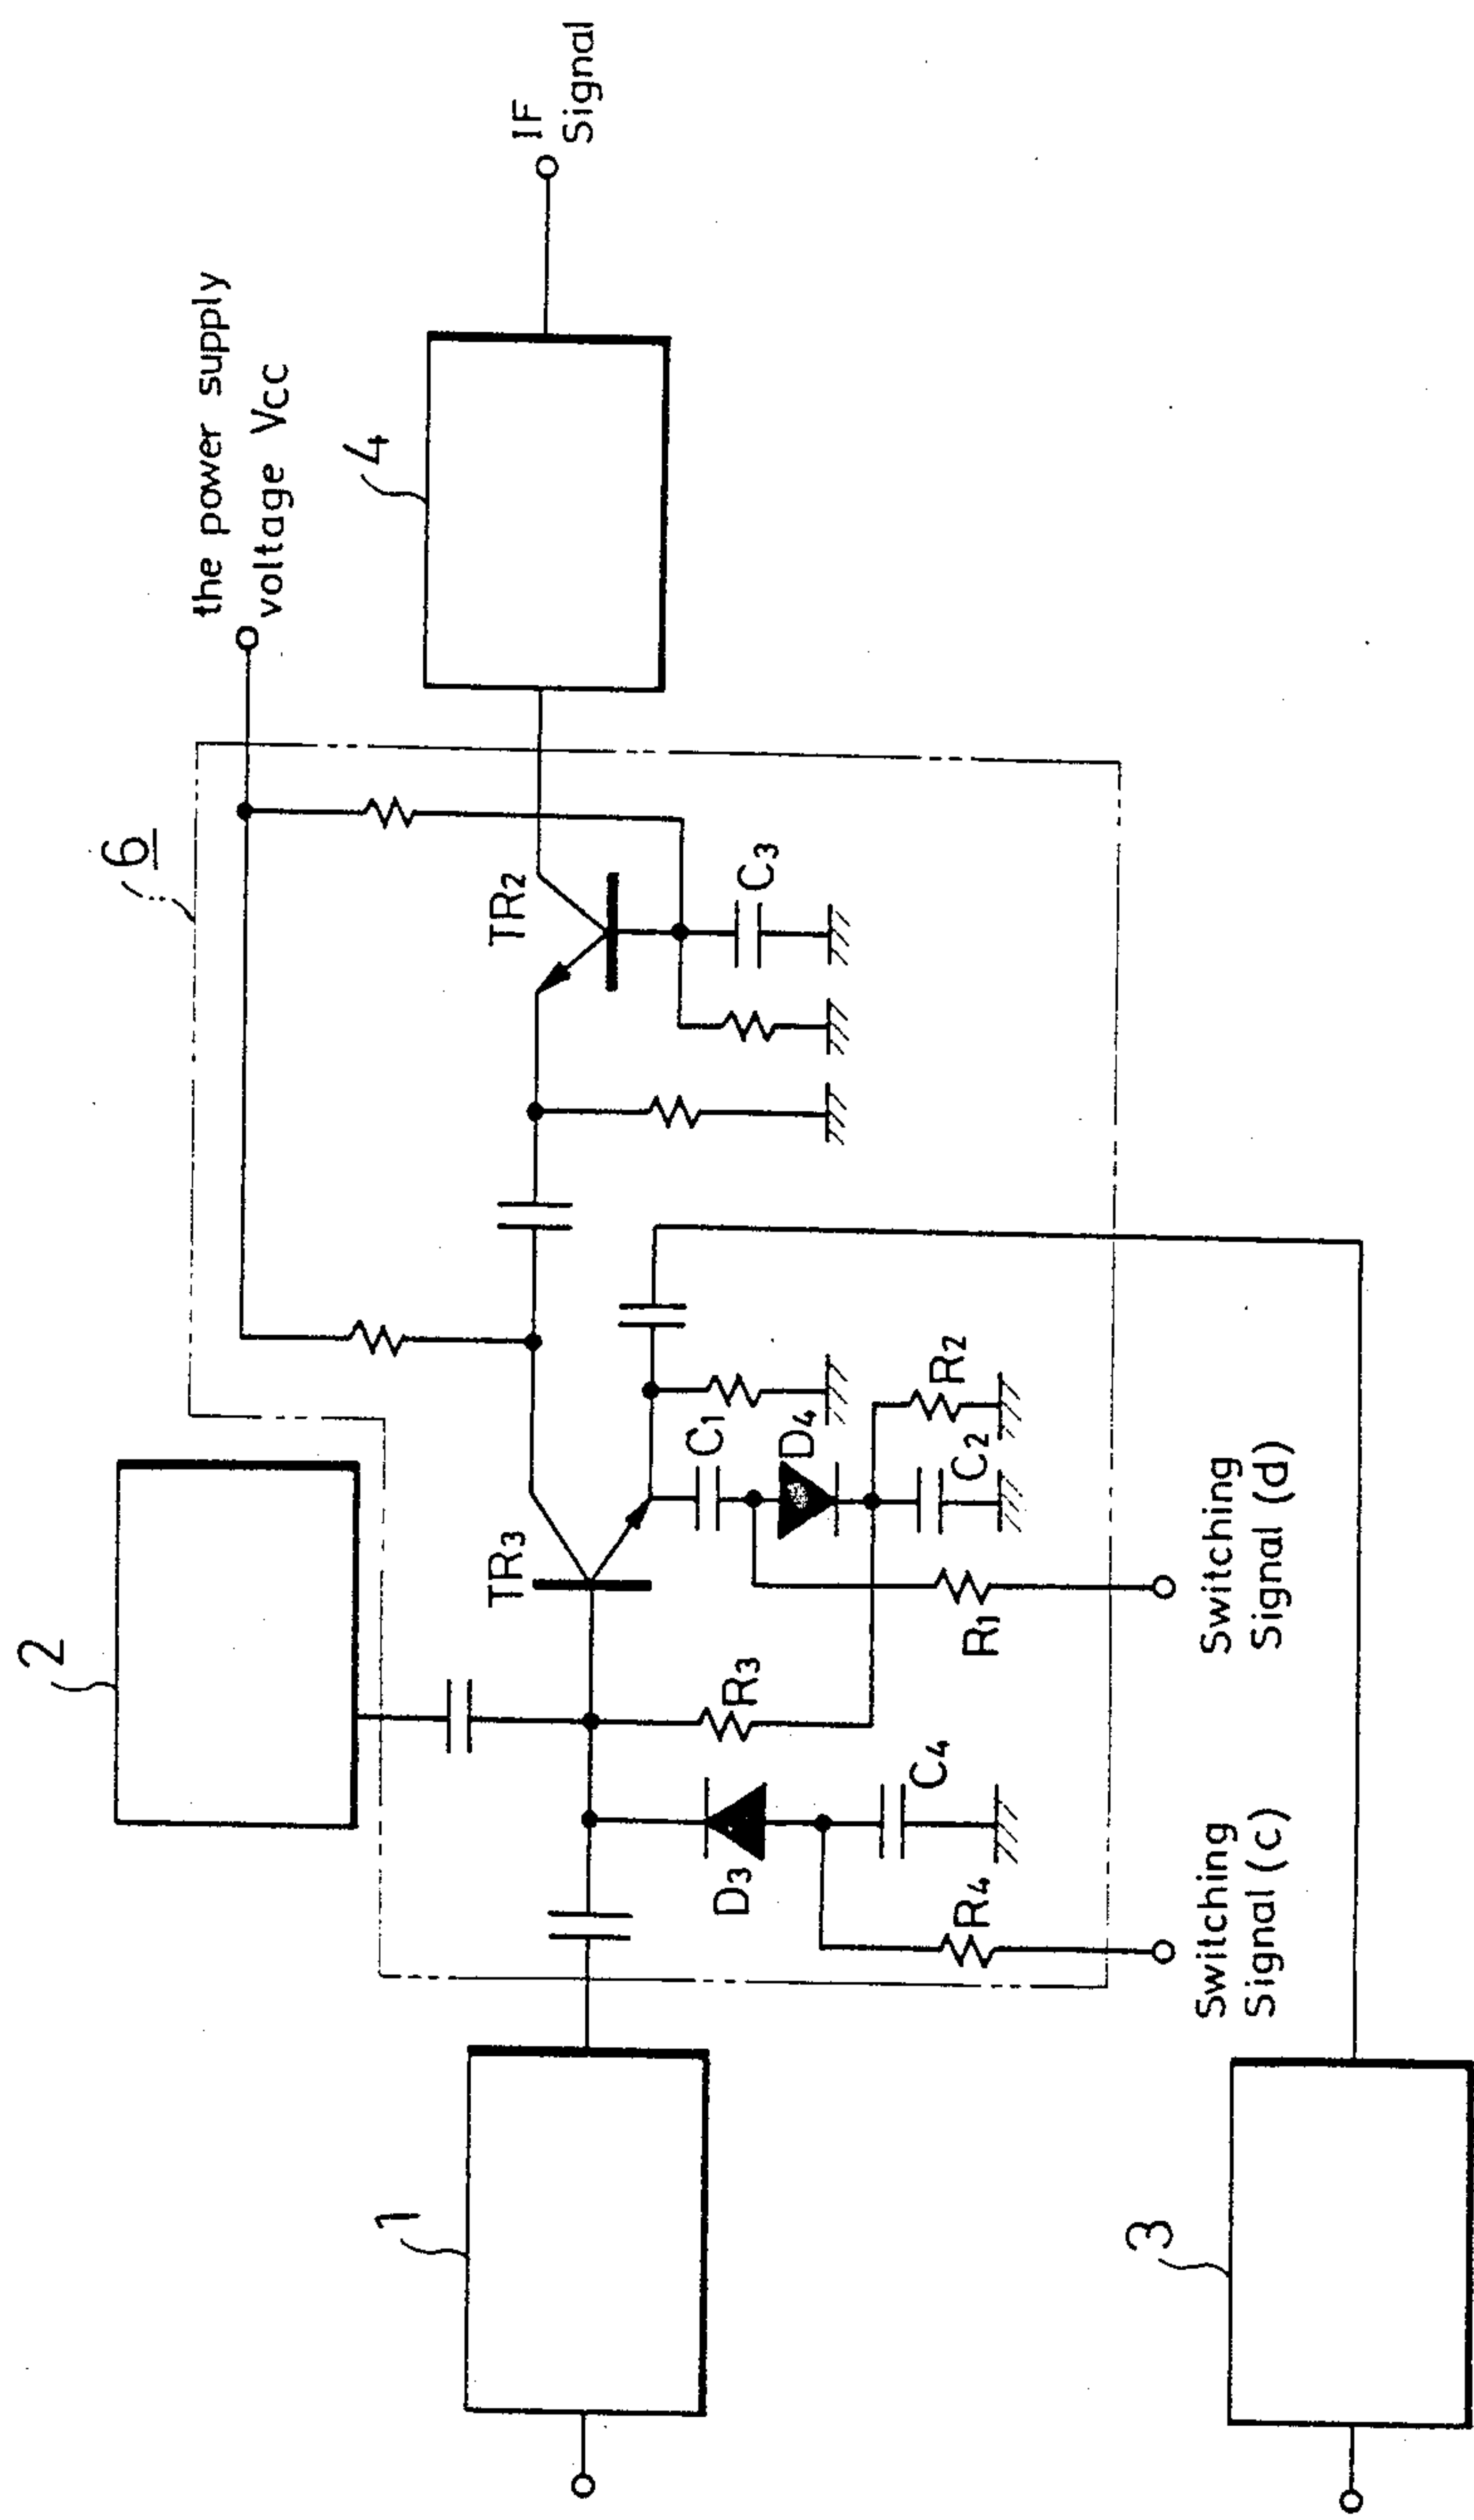 the power supply
voltage Vcc
IF
Signal
6
4
2
TR2
TR3
C3
C1
D4
R2
C2
R1
R3
D3
C4
R4
1
3
Switching
Signal (c)
Switching
Signal (d)